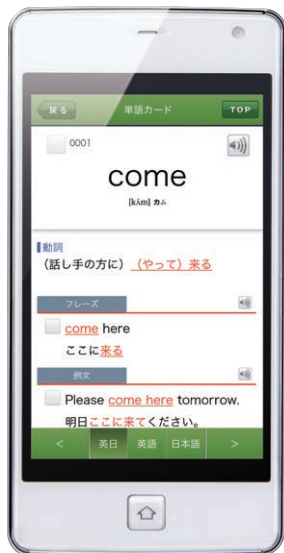 戻る 単語カード TOP
0001
come
[kʌ́m] カム
動詞
（話し手の方に）（やって）来る
フレーズ
come here
ここに来る
例文
Please come here tomorrow.
明日ここに来てください。
< 英日 英語 日本語 >